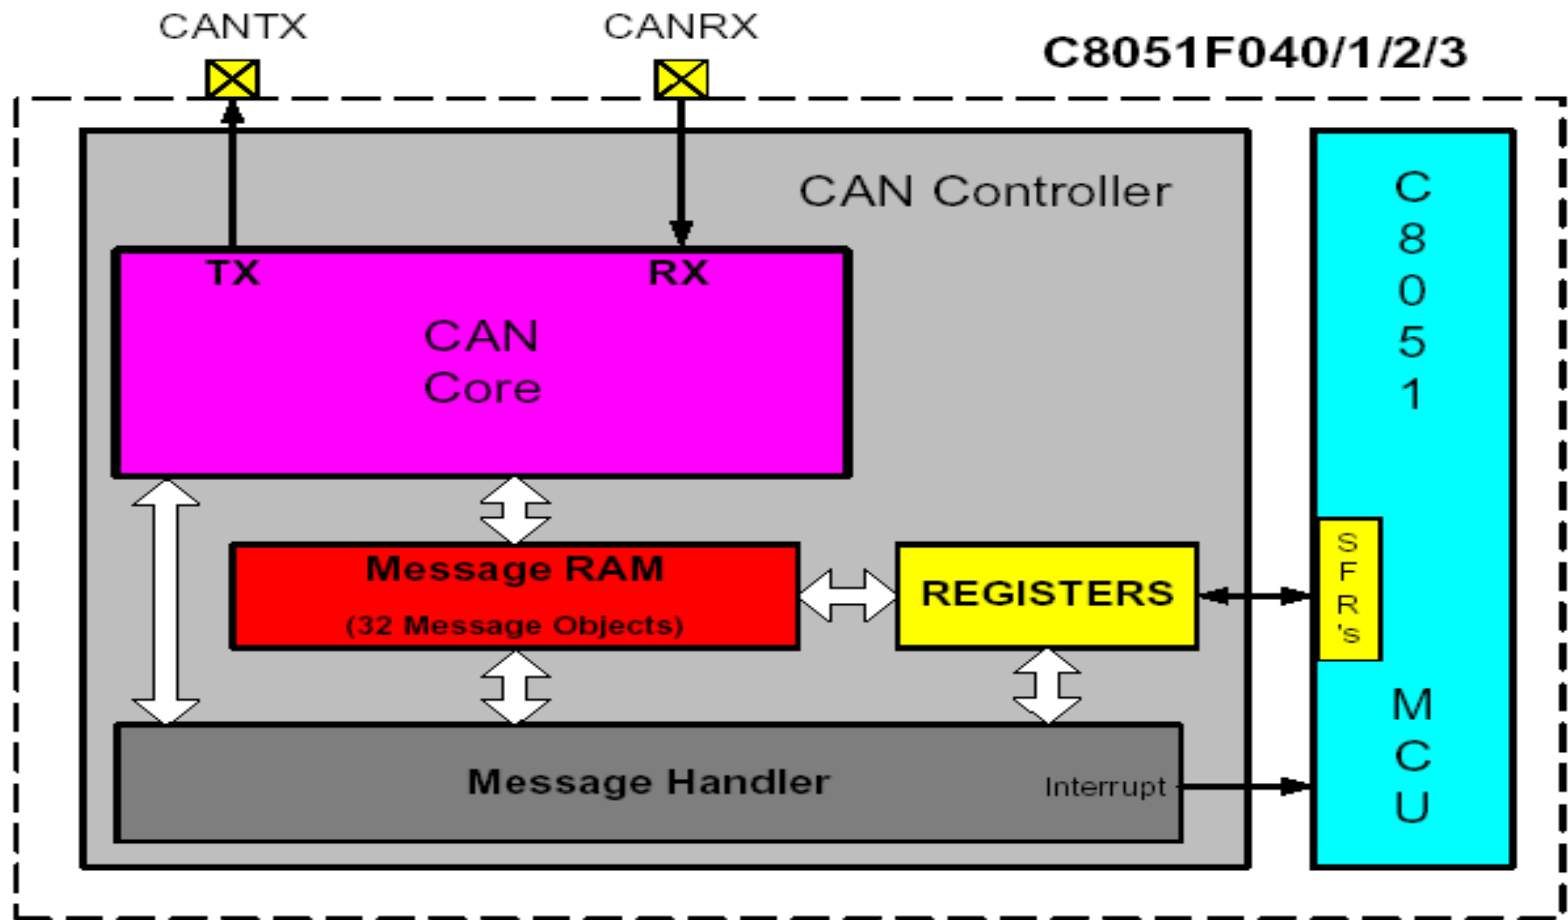 CANTX
CANRX
C8051F040/1/2/3
CAN Controller
TX
RX
CAN
Core
Message RAM
(32 Message Objects)
REGISTERS
Message Handler
Interrupt
C
8
0
5
1
S
F
R
's
M
C
U